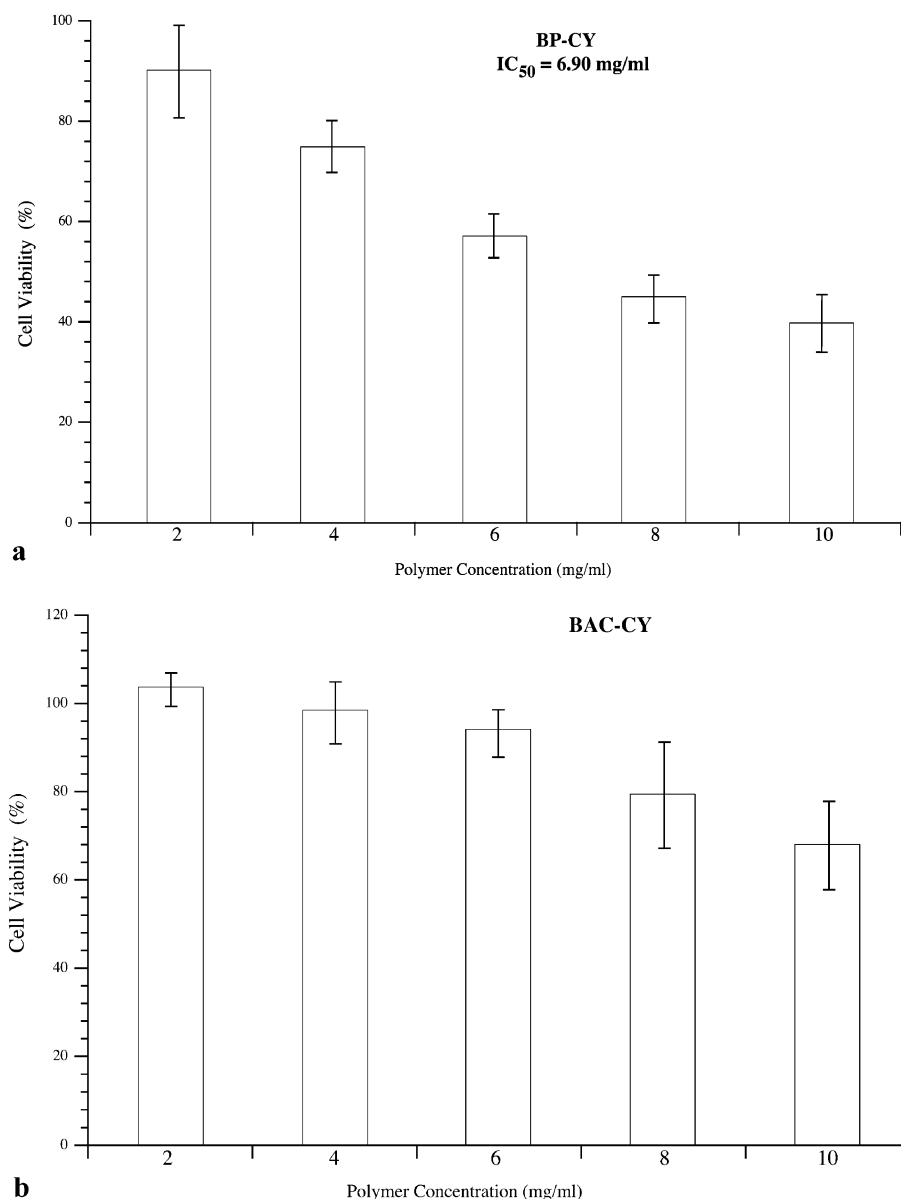 BP-CY
IC50 = 6.90 mg/ml
100
80
60
40
20
0
Cell Viability (%)
2 4 6 8 10
Polymer Concentration (mg/ml)
a
BAC-CY
120
100
80
60
40
20
0
Cell Viability (%)
2 4 6 8 10
Polymer Concentration (mg/ml)
b